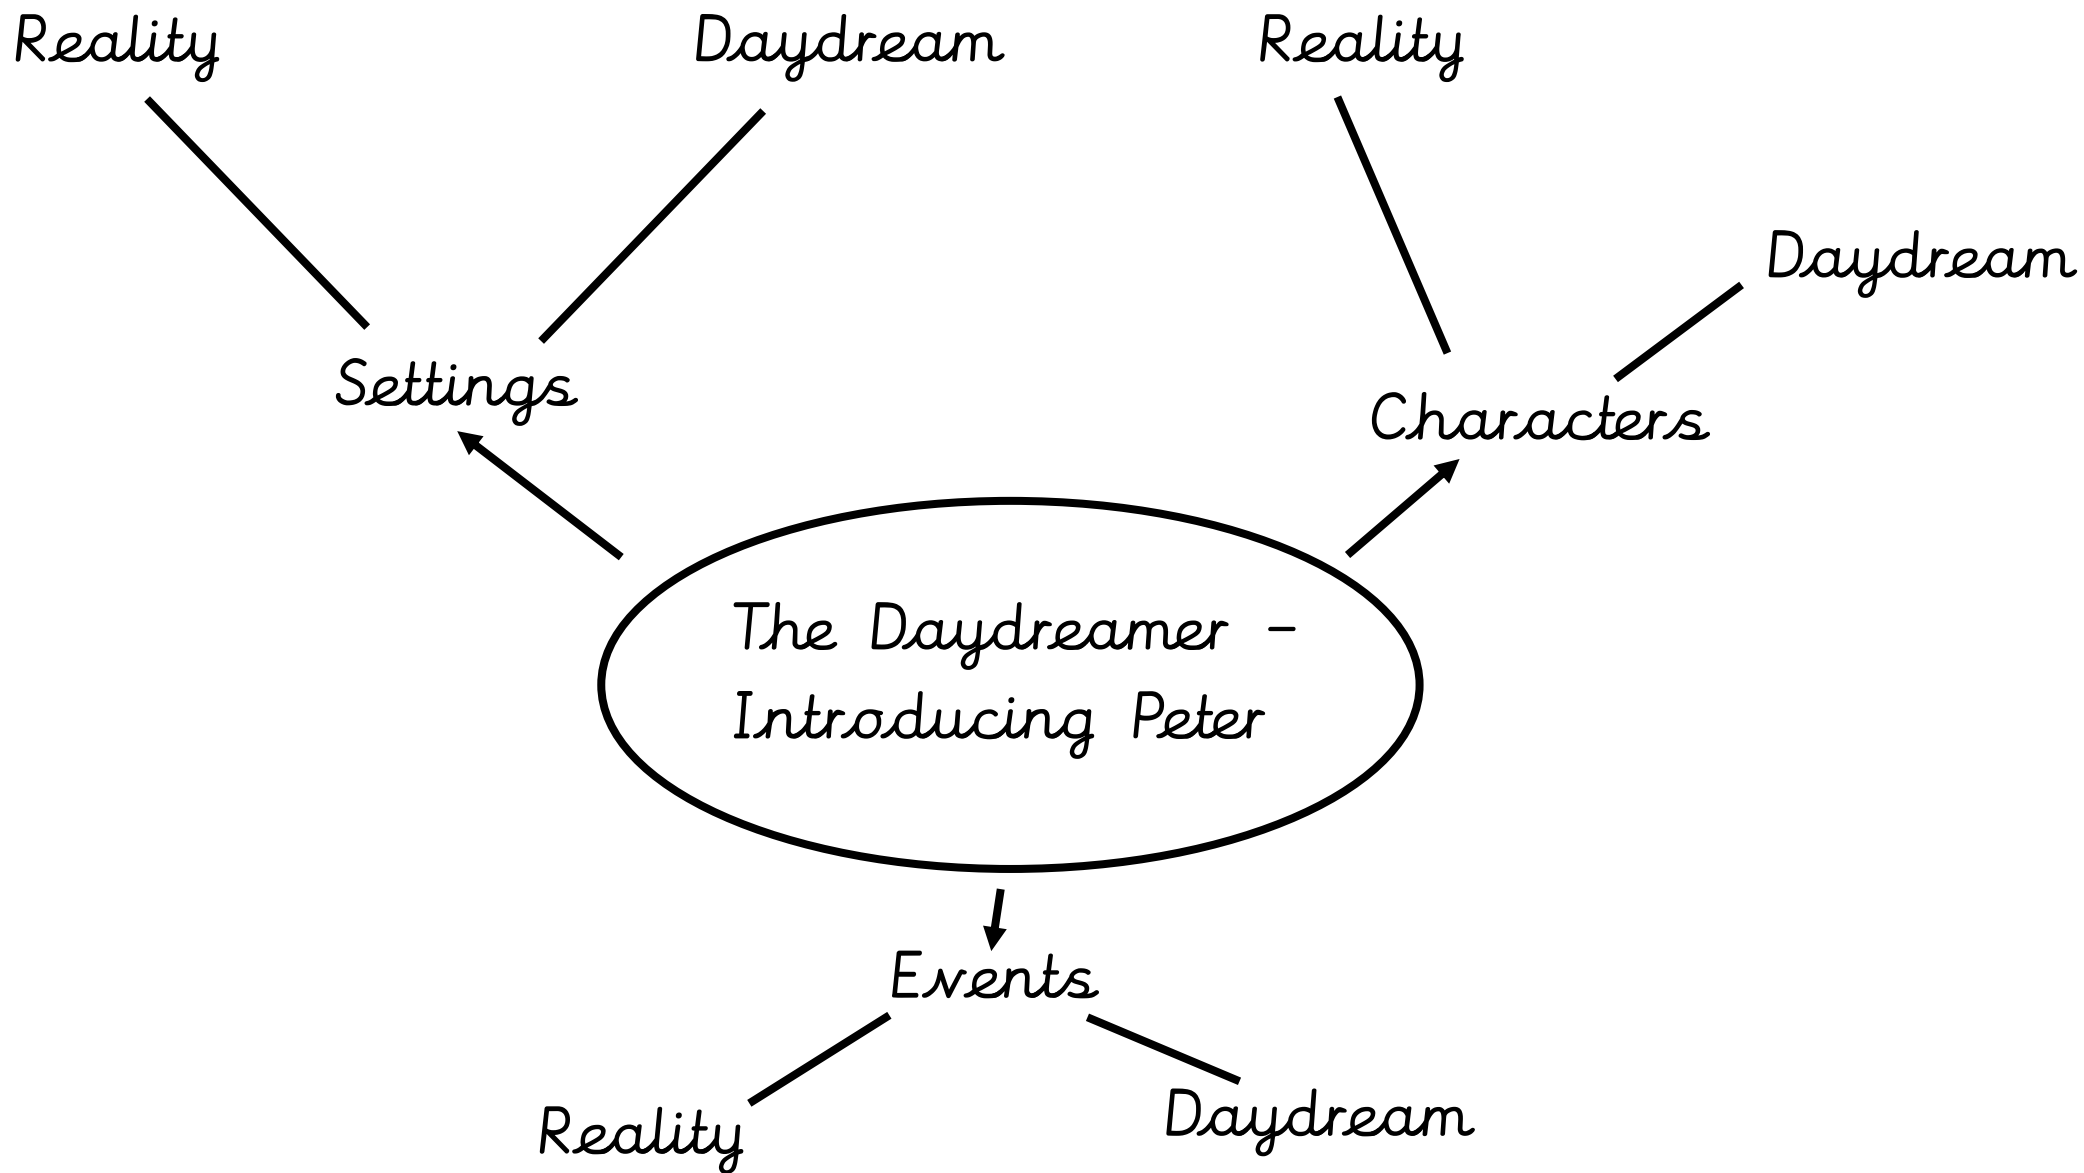 Reality
Daydream
Reality
Daydream
Settings
Characters
The Daydreamer -
Introducing Peter
Events
Reality
Daydream